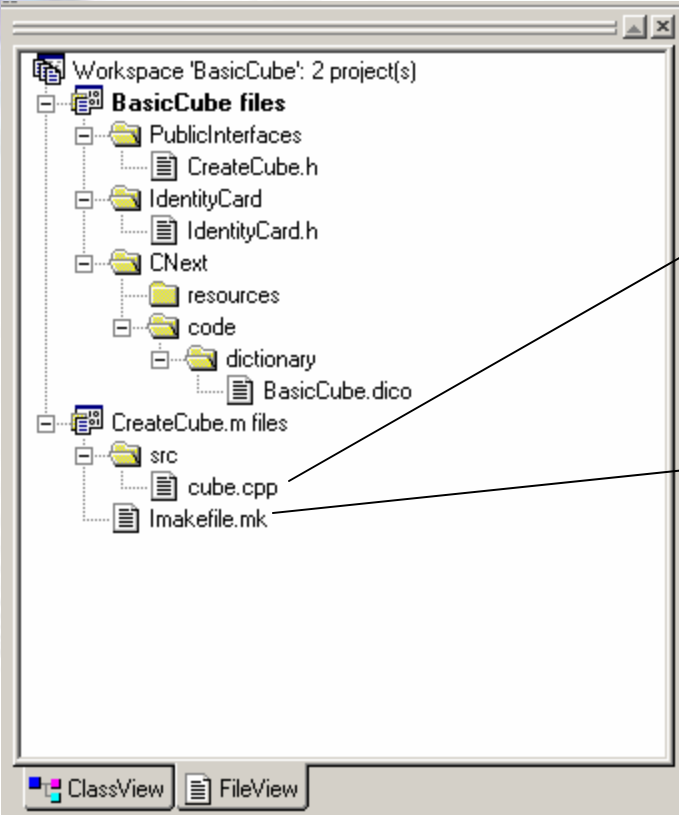 Workspace 'BasicCube': 2 project(s)
BasicCube files
PublicInterfaces
CreateCube.h
IdentityCard
IdentityCard.h
CNext
resources
code
dictionary
BasicCube.dico
CreateCube.m files
src
cube.cpp
Imakefile.mk
ClassView FileView